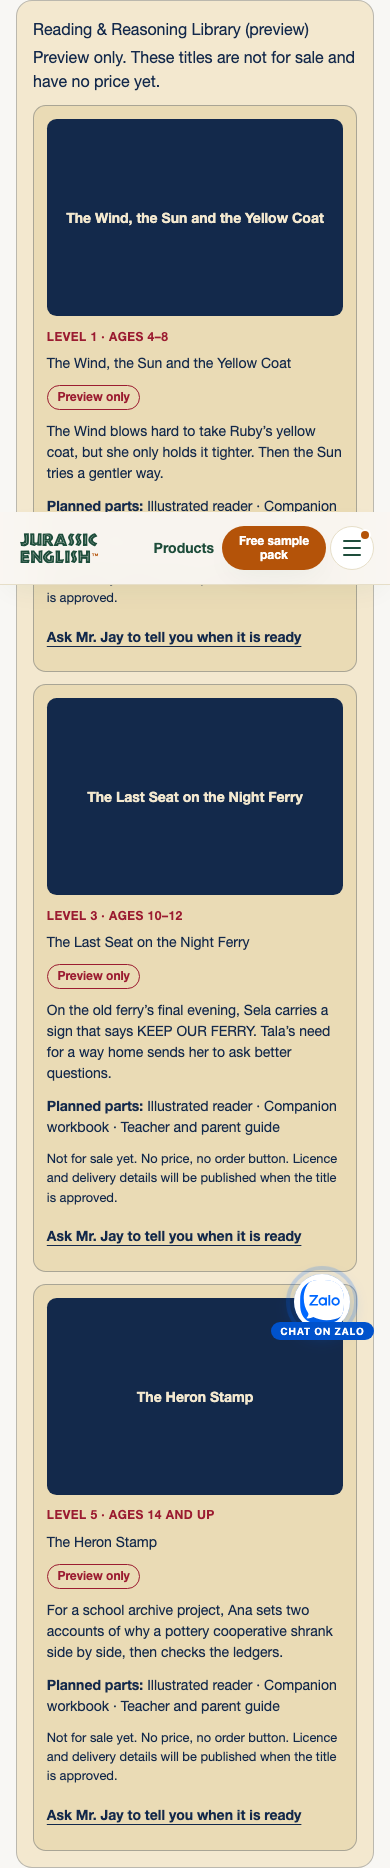 Reading & Reasoning Library (preview)
Preview only. These titles are not for sale and
have no price yet.
The Wind, the Sun and the Yellow Coat
LEVEL 1 · AGES 4–8
The Wind, the Sun and the Yellow Coat
Preview only
The Wind blows hard to take Ruby’s yellow
coat, but she only holds it tighter. Then the Sun
tries a gentler way.
Planned parts: Illustrated reader · Companion
JURASSIC
ENGLISH™
Products
Free sample
pack
is approved.
Ask Mr. Jay to tell you when it is ready
The Last Seat on the Night Ferry
LEVEL 3 · AGES 10–12
The Last Seat on the Night Ferry
Preview only
On the old ferry’s final evening, Sela carries a
sign that says KEEP OUR FERRY. Tala’s need
for a way home sends her to ask better
questions.
Planned parts: Illustrated reader · Companion
workbook · Teacher and parent guide
Not for sale yet. No price, no order button. Licence
and delivery details will be published when the title
is approved.
Ask Mr. Jay to tell you when it is ready
Zalo
CHAT ON ZALO
The Heron Stamp
LEVEL 5 · AGES 14 AND UP
The Heron Stamp
Preview only
For a school archive project, Ana sets two
accounts of why a pottery cooperative shrank
side by side, then checks the ledgers.
Planned parts: Illustrated reader · Companion
workbook · Teacher and parent guide
Not for sale yet. No price, no order button. Licence
and delivery details will be published when the title
is approved.
Ask Mr. Jay to tell you when it is ready